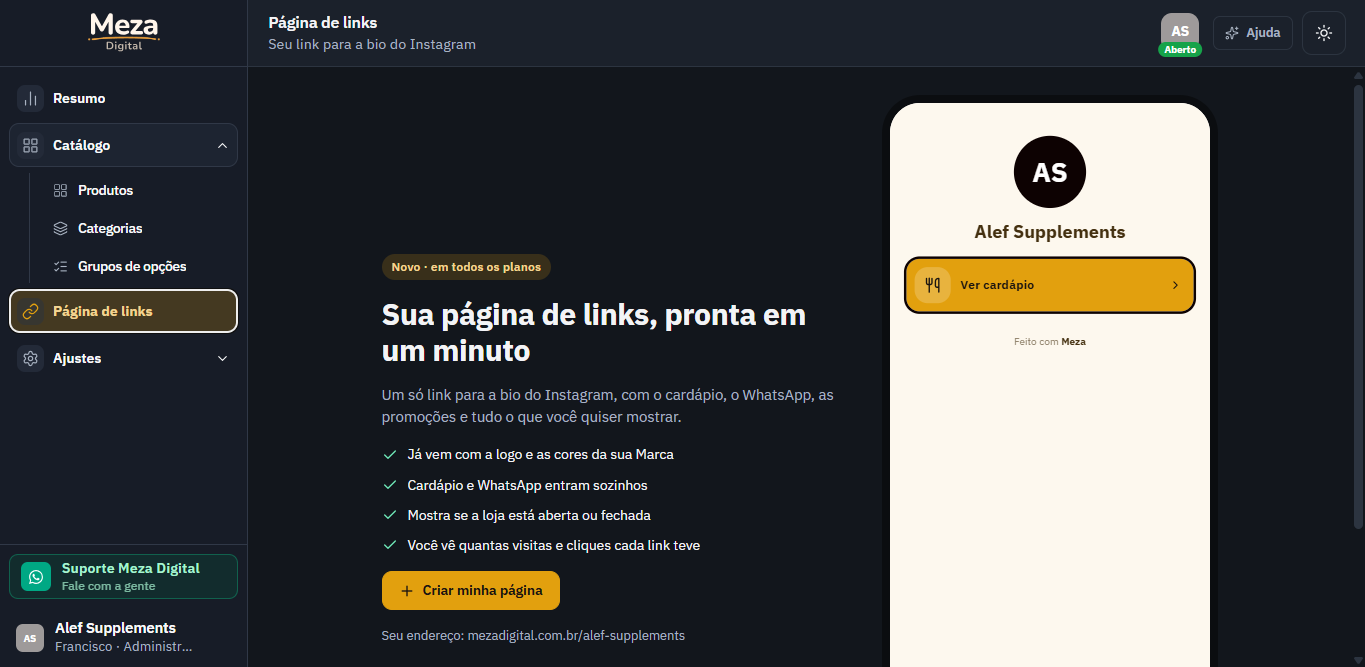 Meza
Digital
Página de links
Seu link para a bio do Instagram
AS
Aberto
Ajuda
Resumo
Catálogo
Produtos
Categorias
Grupos de opções
Página de links
Ajustes
Suporte Meza Digital
Fale com a gente
AS
Alef Supplements
Francisco · Administr...
Novo · em todos os planos
Sua página de links, pronta em
um minuto
Um só link para a bio do Instagram, com o cardápio, o WhatsApp, as
promoções e tudo o que você quiser mostrar.
Já vem com a logo e as cores da sua Marca
Cardápio e WhatsApp entram sozinhos
Mostra se a loja está aberta ou fechada
Você vê quantas visitas e cliques cada link teve
Criar minha página
Seu endereço: mezadigital.com.br/alef-supplements
AS
Alef Supplements
Ver cardápio
Feito com Meza